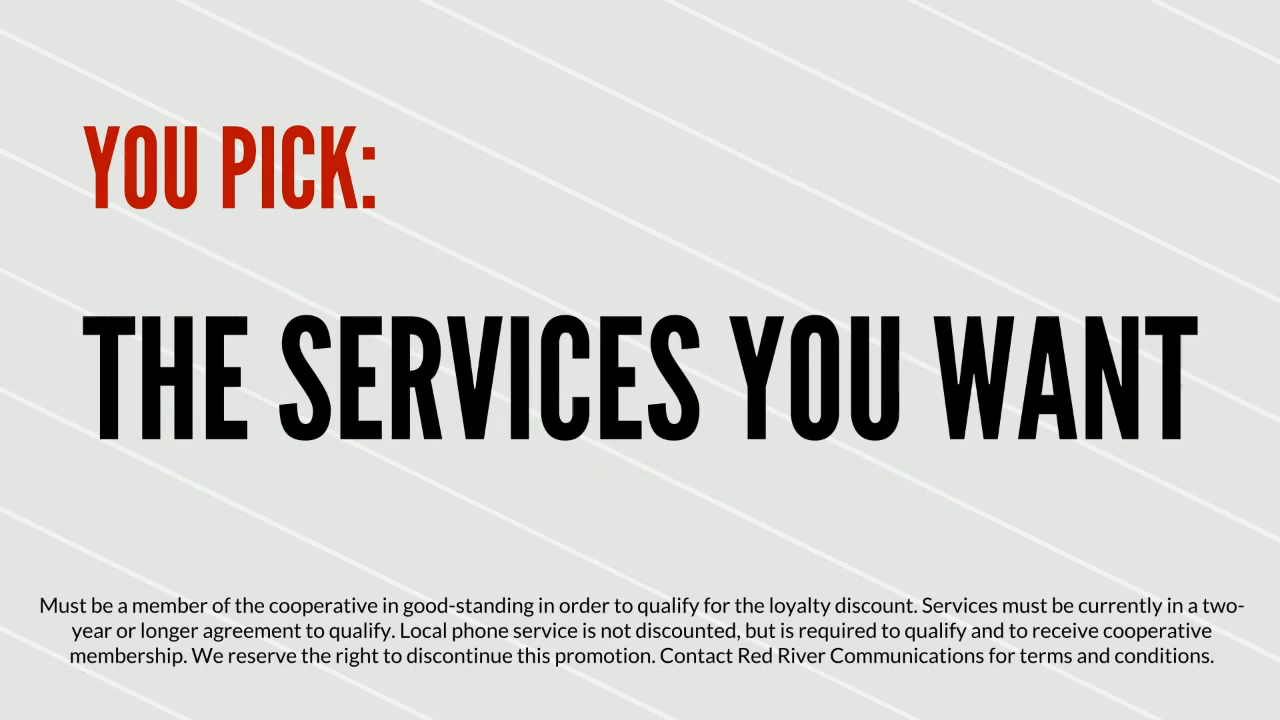 YOU PICK:
THE SERVICES YOU WANT
Must be a member of the cooperative in good-standing in order to qualify for the loyalty discount. Services must be currently in a two-
year or longer agreement to qualify. Local phone service is not discounted, but is required to qualify and to receive cooperative
membership. We reserve the right to discontinue this promotion. Contact Red River Communications for terms and conditions.